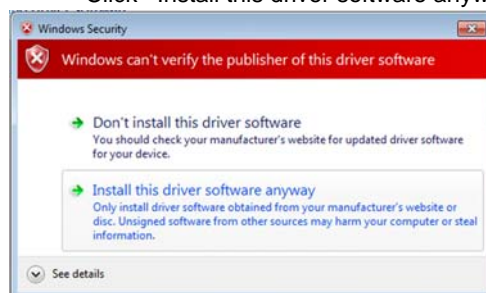 Click "Install this driver software anyw
Windows Security
Windows can't verify the publisher of this driver software
Don't install this driver software
You should check your manufacturer's website for updated driver software
for your device.
Install this driver software anyway
Only install driver software obtained from your manufacturer's website or
disc. Unsigned software from other sources may harm your computer or steal
information.
See details